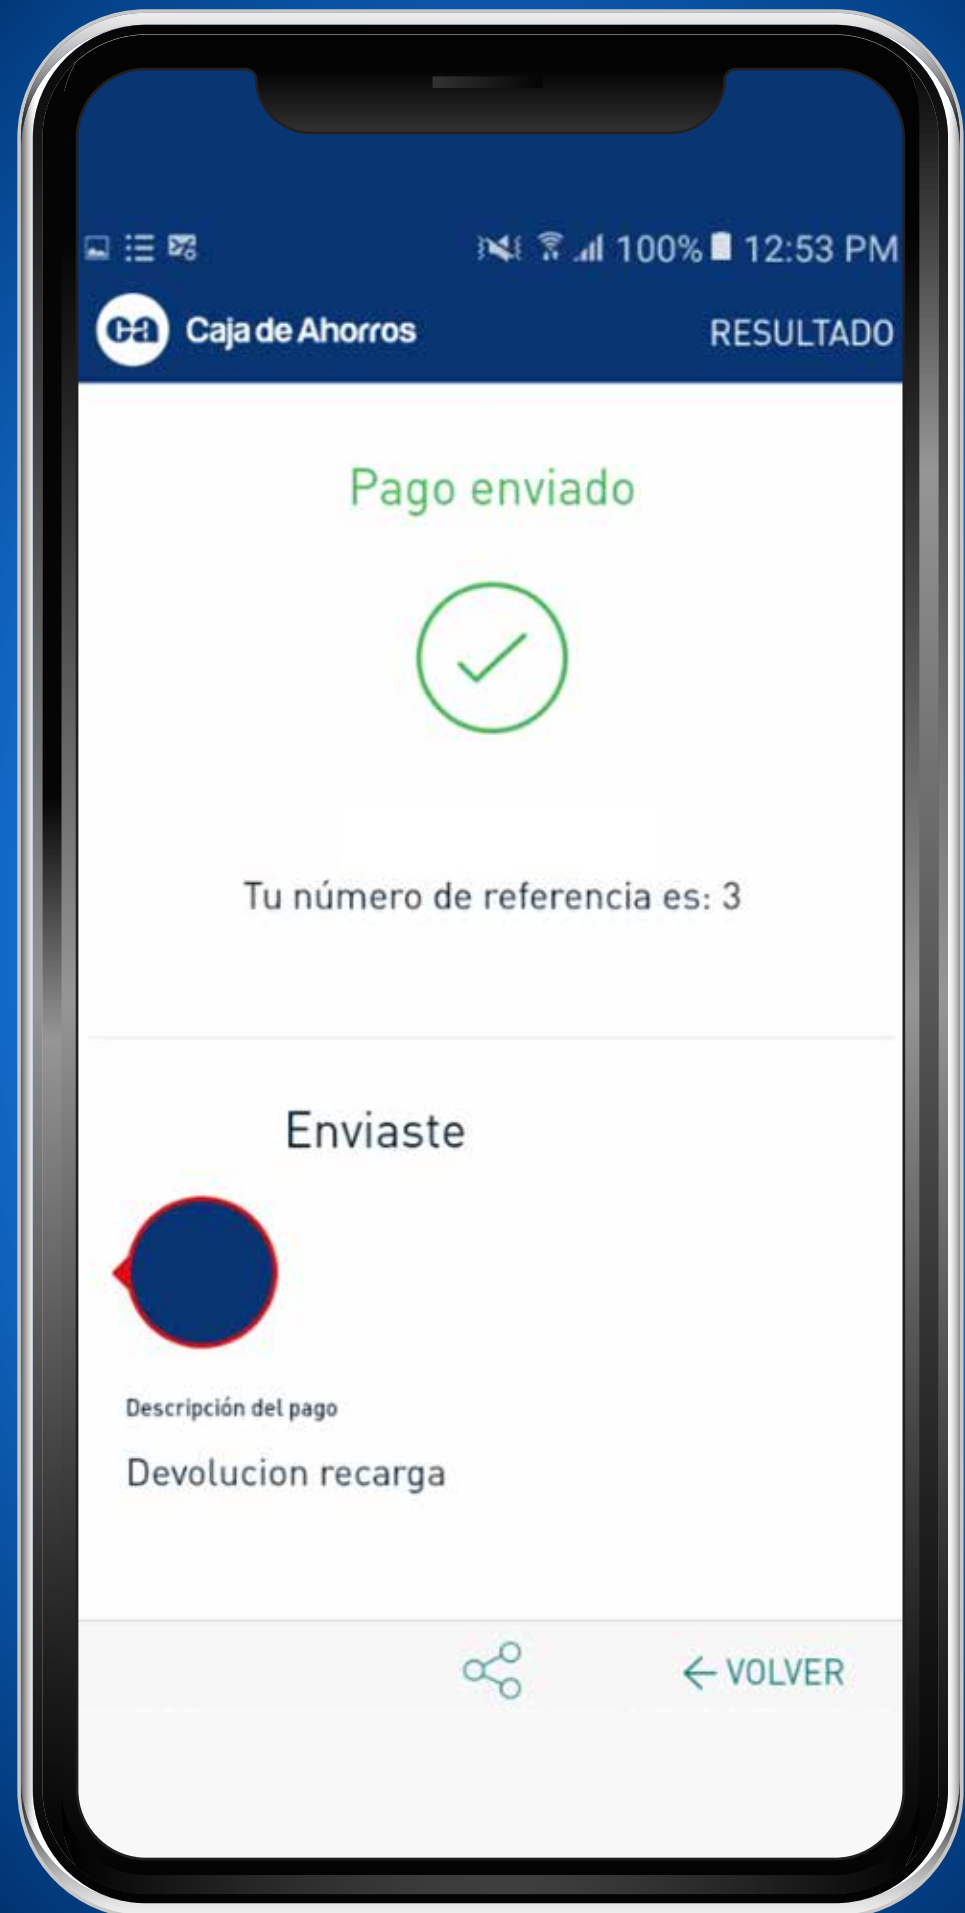 100% 12:53 PM
ca Caja de Ahorros RESULTADO
Pago enviado
Tu número de referencia es: 3
Enviaste
Descripción del pago
Devolucion recarga
VOLVER